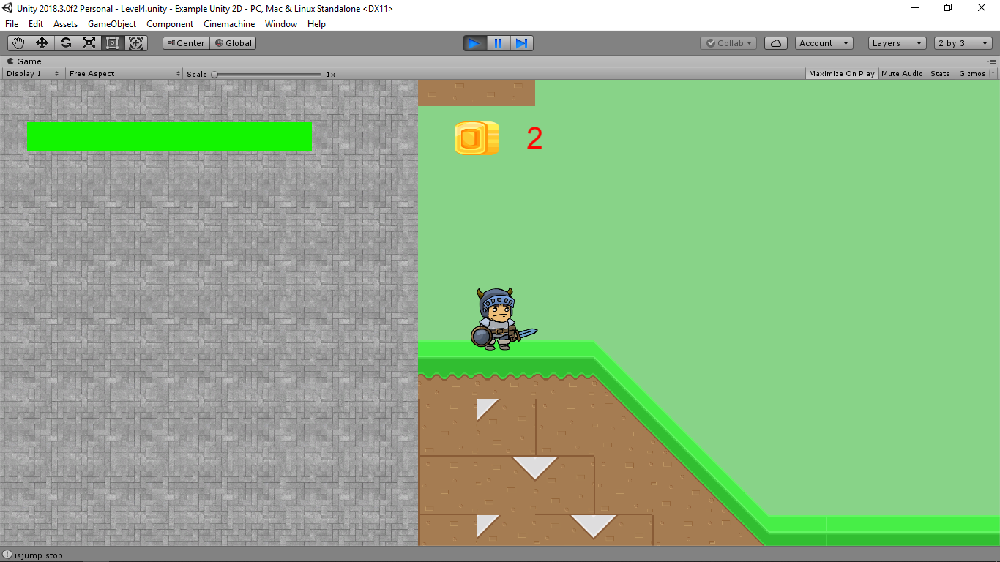 Unity 2018.3.0f2 Personal - Level4.unity - Example Unity 2D - PC, Mac & Linux Standalone <DX11>
File Edit Assets GameObject Component Cinemachine Window Help
Center Global Collab Account Layers 2 by 3
Game
Display 1 Free Aspect Scale 1x Maximize On Play Mute Audio Stats Gizmos
2
isjump stop